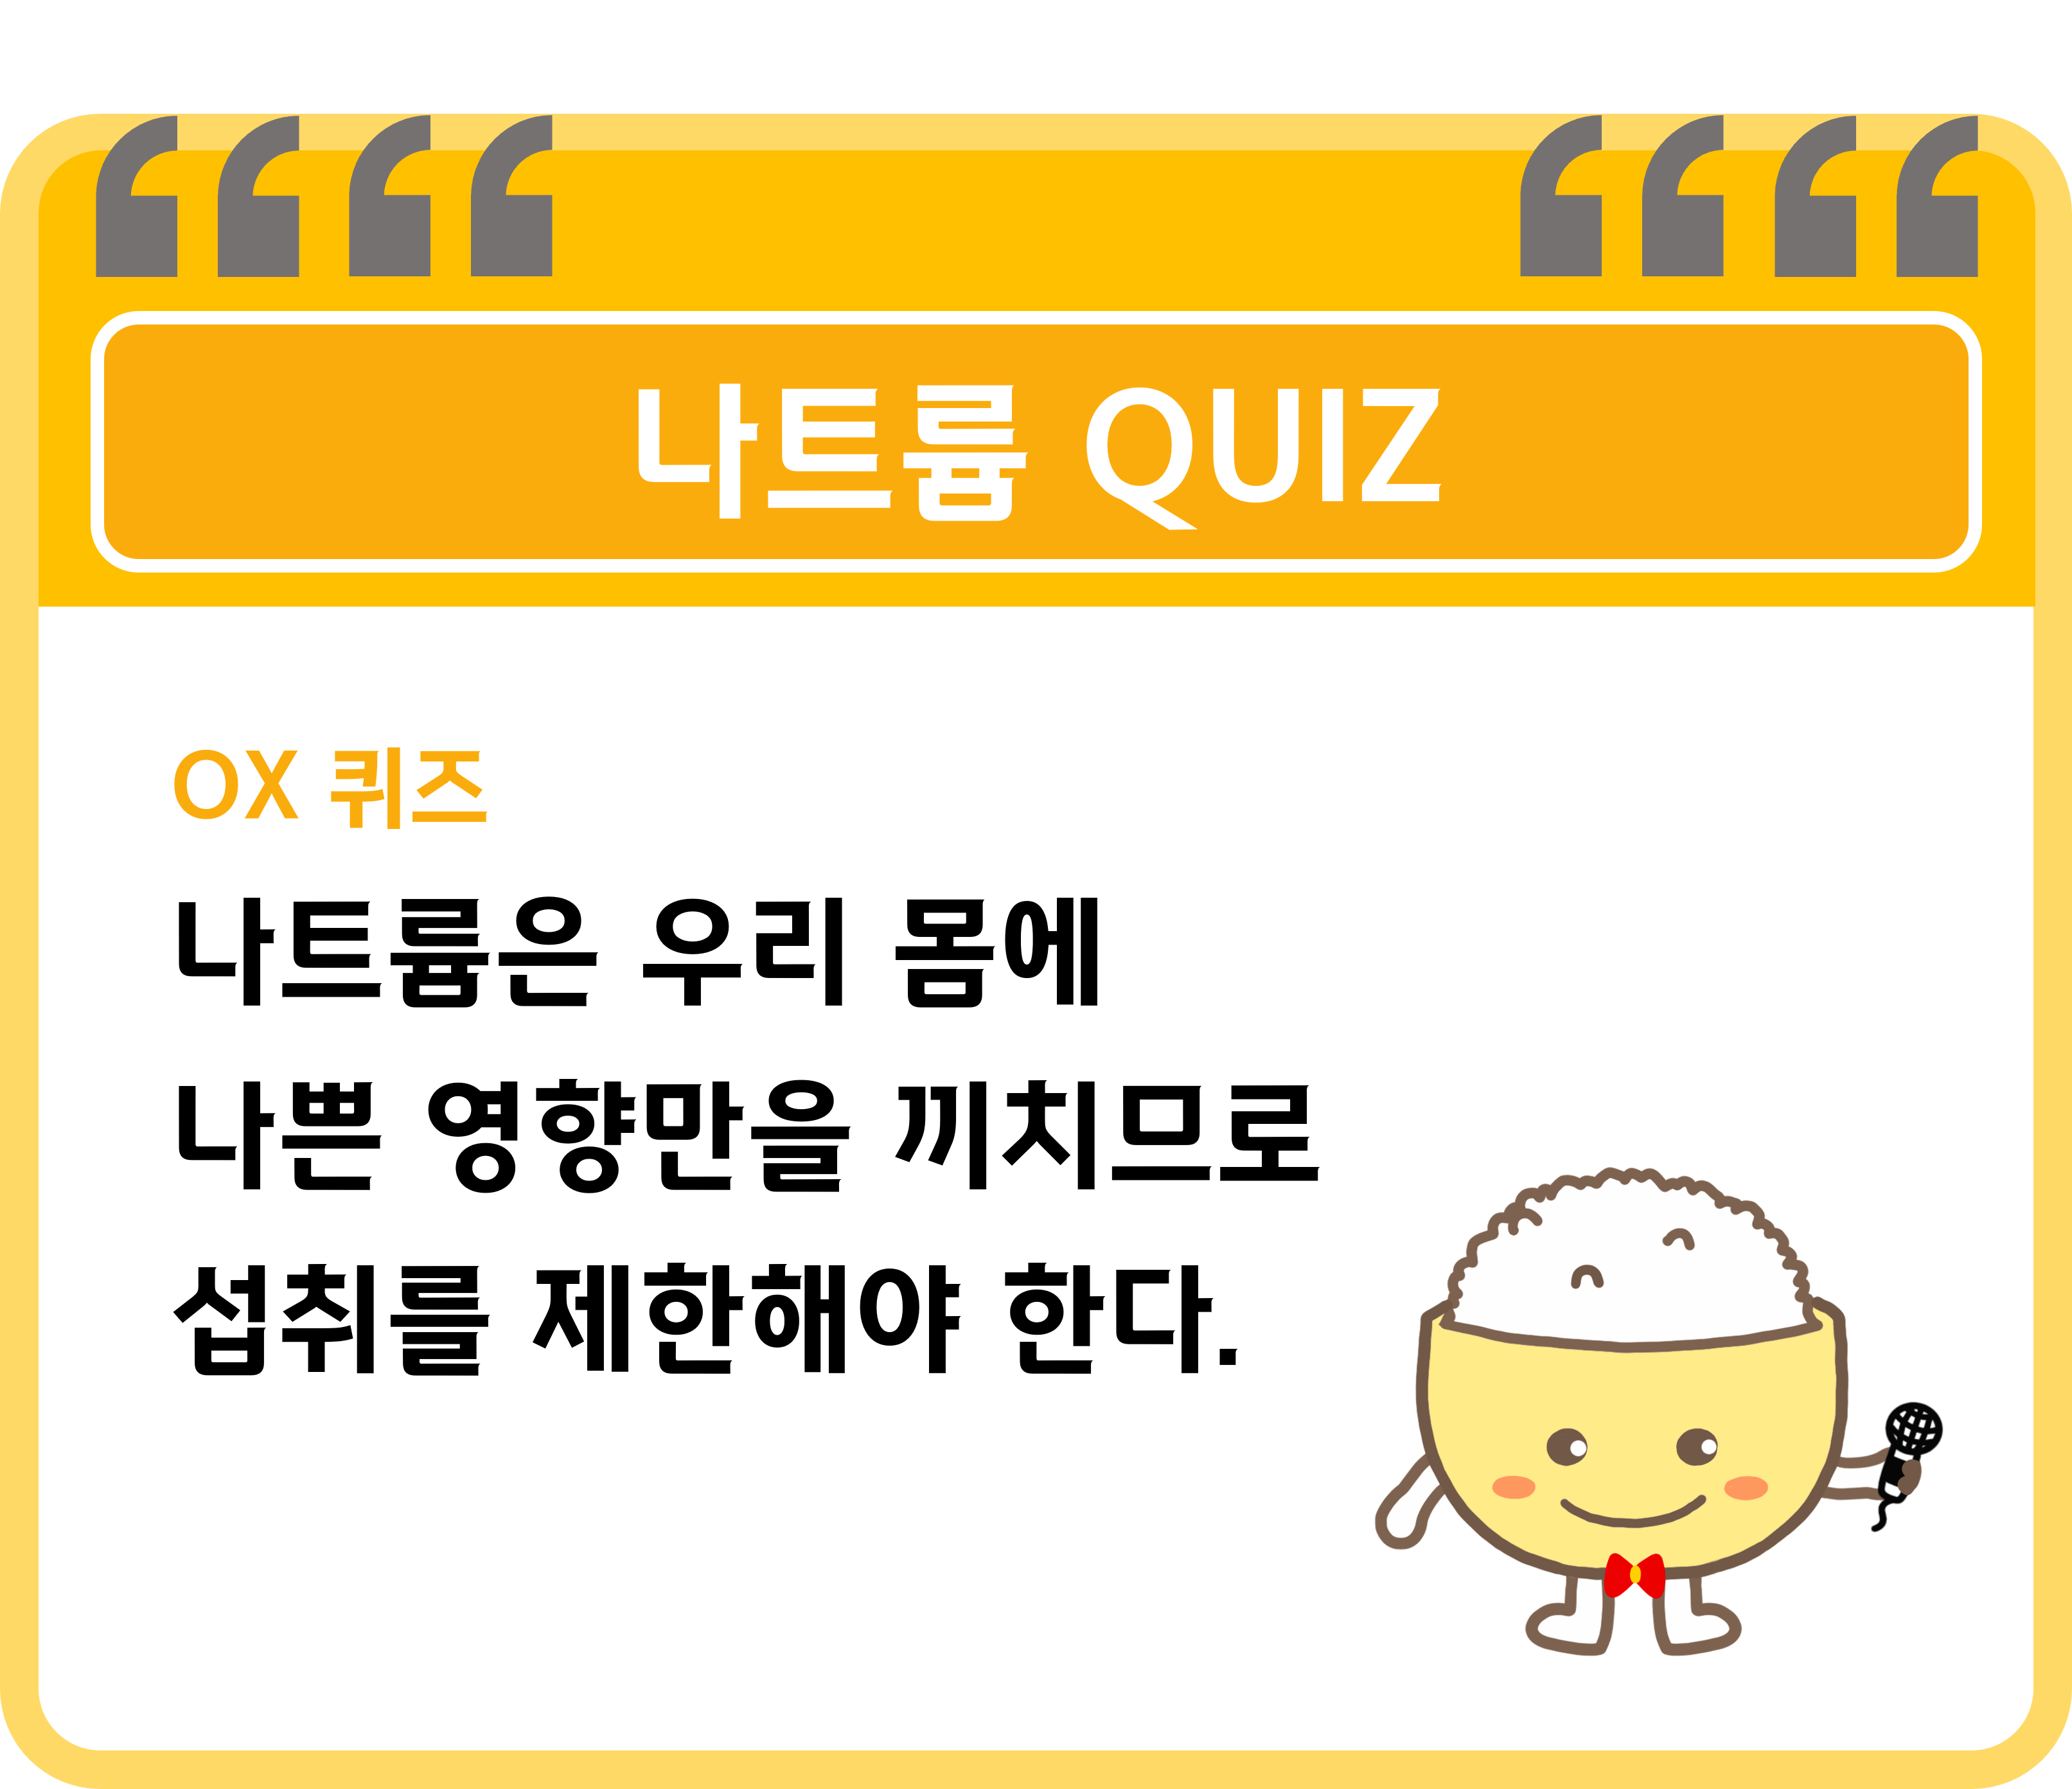 나트륨 QUIZ
OX 퀴즈
나트륨은 우리 몸에
나쁜 영향만을 끼치므로
섭취를 제한해야 한다.